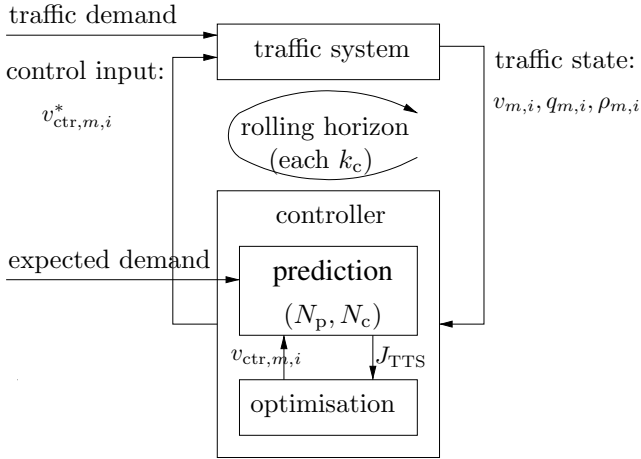 traffic demand
traffic system
control input:
v*ctr,m,i
traffic state:
vm,i, qm,i, ρm,i
rolling horizon
(each kc)
controller
expected demand
prediction
(Np, Nc)
vctr,m,i
JTTS
optimisation